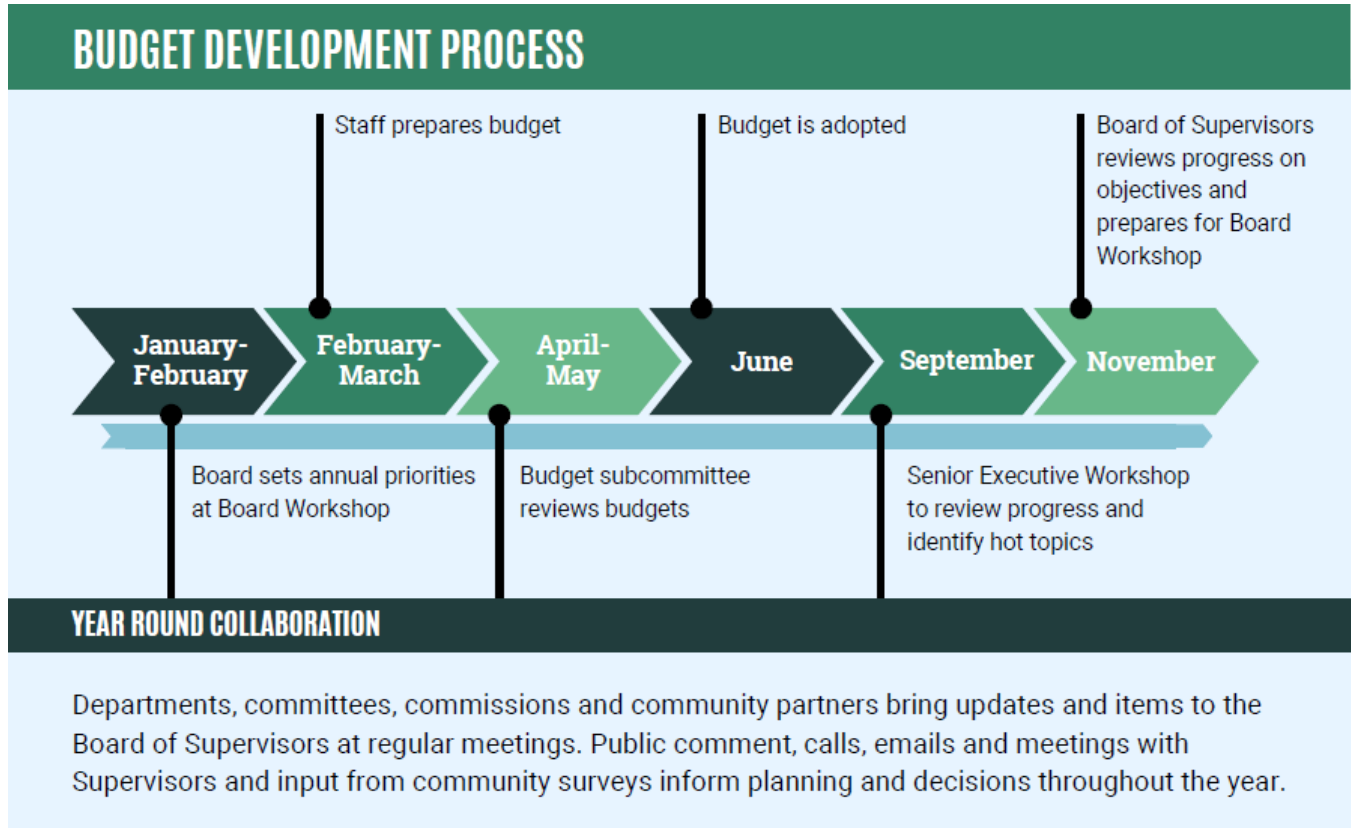 BUDGET DEVELOPMENT PROCESS
Staff prepares budget
Budget is adopted
Board of Supervisors
reviews progress on
objectives and
prepares for Board
Workshop
January-
February
February-
March
April-
May
June
September
November
Board sets annual priorities
at Board Workshop
Budget subcommittee
reviews budgets
Senior Executive Workshop
to review progress and
identify hot topics
YEAR ROUND COLLABORATION
Departments, committees, commissions and community partners bring updates and items to the
Board of Supervisors at regular meetings. Public comment, calls, emails and meetings with
Supervisors and input from community surveys inform planning and decisions throughout the year.